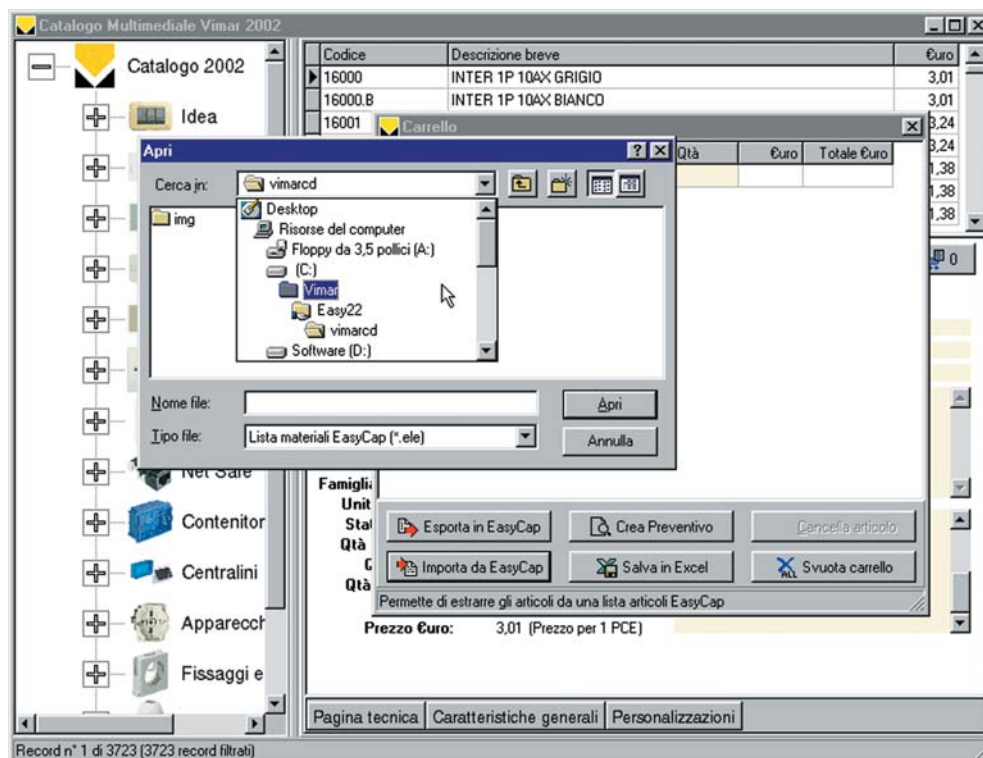 Catalogo Multimediale Vimar 2002
Catalogo 2002
Idea
Net Safe
Contenitor
Centralini
Apparecch
Fissaggi e
Codice Descrizione breve €uro
16000 INTER 1P 10AX GRIGIO 3,01
16000.B INTER 1P 10AX BIANCO 3,01
16001 3,24
3,24
1,38
1,38
1,38
0
Carrello
Qtà €uro Totale €uro
Apri
Cerca in: vimarcd
img
Desktop
Risorse del computer
Floppy da 3,5 pollici (A:)
(C:)
Vimar
Easy22
vimarcd
Software (D:)
Nome file:
Apri
Tipo file: Lista materiali EasyCap (*.ele)
Annulla
Famigli
Unit
Sta
Qtà
Qtà
Esporta in EasyCap Crea Preventivo Cancella articolo
Importa da EasyCap Salva in Excel ALL Svuota carrello
Permette di estrarre gli articoli da una lista articoli EasyCap
Prezzo €uro: 3,01 (Prezzo per 1 PCE)
Pagina tecnica Caratteristiche generali Personalizzazioni
Record n° 1 di 3723 (3723 record filtrati)